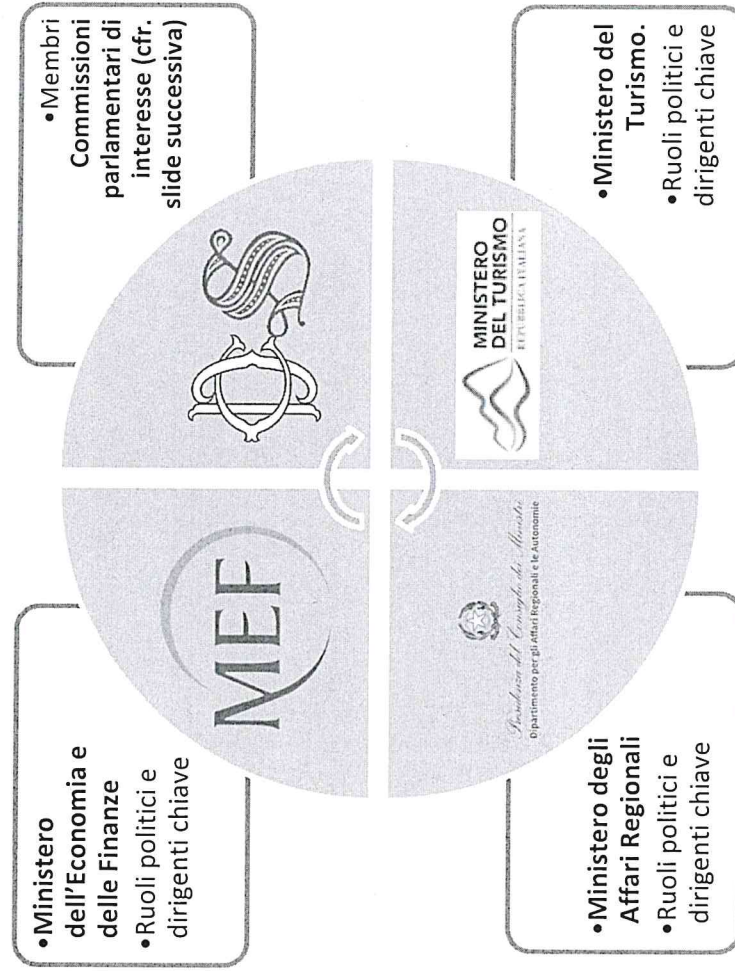 •Ministero
dell'Economia e
delle Finanze
•Ruoli politici e
dirigenti chiave
•Membri
Commissioni
parlamentari di
interesse (cfr.
slide successiva)
MEF
Presidenza del Consiglio dei Ministri
Dipartimento per gli Affari Regionali e le Autonomie
MINISTERO
DEL TURISMO
REPUBBLICA ITALIANA
•Ministero degli
Affari Regionali
•Ruoli politici e
dirigenti chiave
•Ministero del
Turismo.
•Ruoli politici e
dirigenti chiave